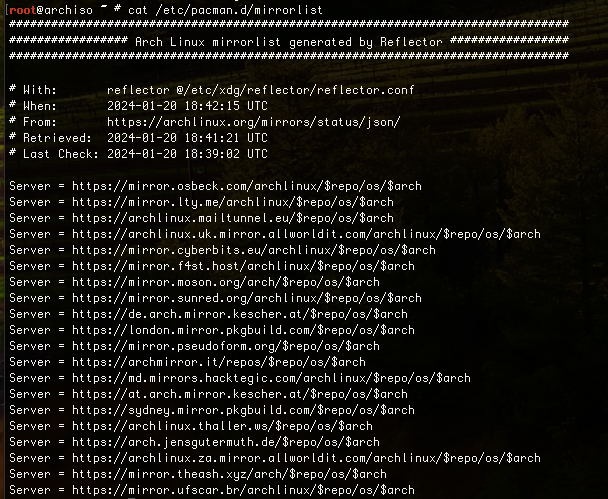 root@archiso ~ # cat /etc/pacman.d/mirrorlist
################################################################################
################# Arch Linux mirrorlist generated by Reflector #################
################################################################################
# With:       reflector @/etc/xdg/reflector/reflector.conf
# When:       2024-01-20 18:42:15 UTC
# From:       https://archlinux.org/mirrors/status/json/
# Retrieved:  2024-01-20 18:41:21 UTC
# Last Check: 2024-01-20 18:39:02 UTC
Server = https://mirror.osbeck.com/archlinux/$repo/os/$arch
Server = https://mirror.lty.me/archlinux/$repo/os/$arch
Server = https://archlinux.mailtunnel.eu/$repo/os/$arch
Server = https://archlinux.uk.mirror.allworldit.com/archlinux/$repo/os/$arch
Server = https://mirror.cyberbits.eu/archlinux/$repo/os/$arch
Server = https://mirror.f4st.host/archlinux/$repo/os/$arch
Server = https://mirror.moson.org/arch/$repo/os/$arch
Server = https://mirror.sunred.org/archlinux/$repo/os/$arch
Server = https://de.arch.mirror.kescher.at/$repo/os/$arch
Server = https://london.mirror.pkgbuild.com/$repo/os/$arch
Server = https://mirror.pseudoform.org/$repo/os/$arch
Server = https://archmirror.it/repos/$repo/os/$arch
Server = https://md.mirrors.hacktegic.com/archlinux/$repo/os/$arch
Server = https://at.arch.mirror.kescher.at/$repo/os/$arch
Server = https://sydney.mirror.pkgbuild.com/$repo/os/$arch
Server = https://archlinux.thaller.ws/$repo/os/$arch
Server = https://arch.jensgutermuth.de/$repo/os/$arch
Server = https://archlinux.za.mirror.allworldit.com/archlinux/$repo/os/$arch
Server = https://mirror.theash.xyz/arch/$repo/os/$arch
Server = https://mirror.ufscar.br/archlinux/$repo/os/$arch